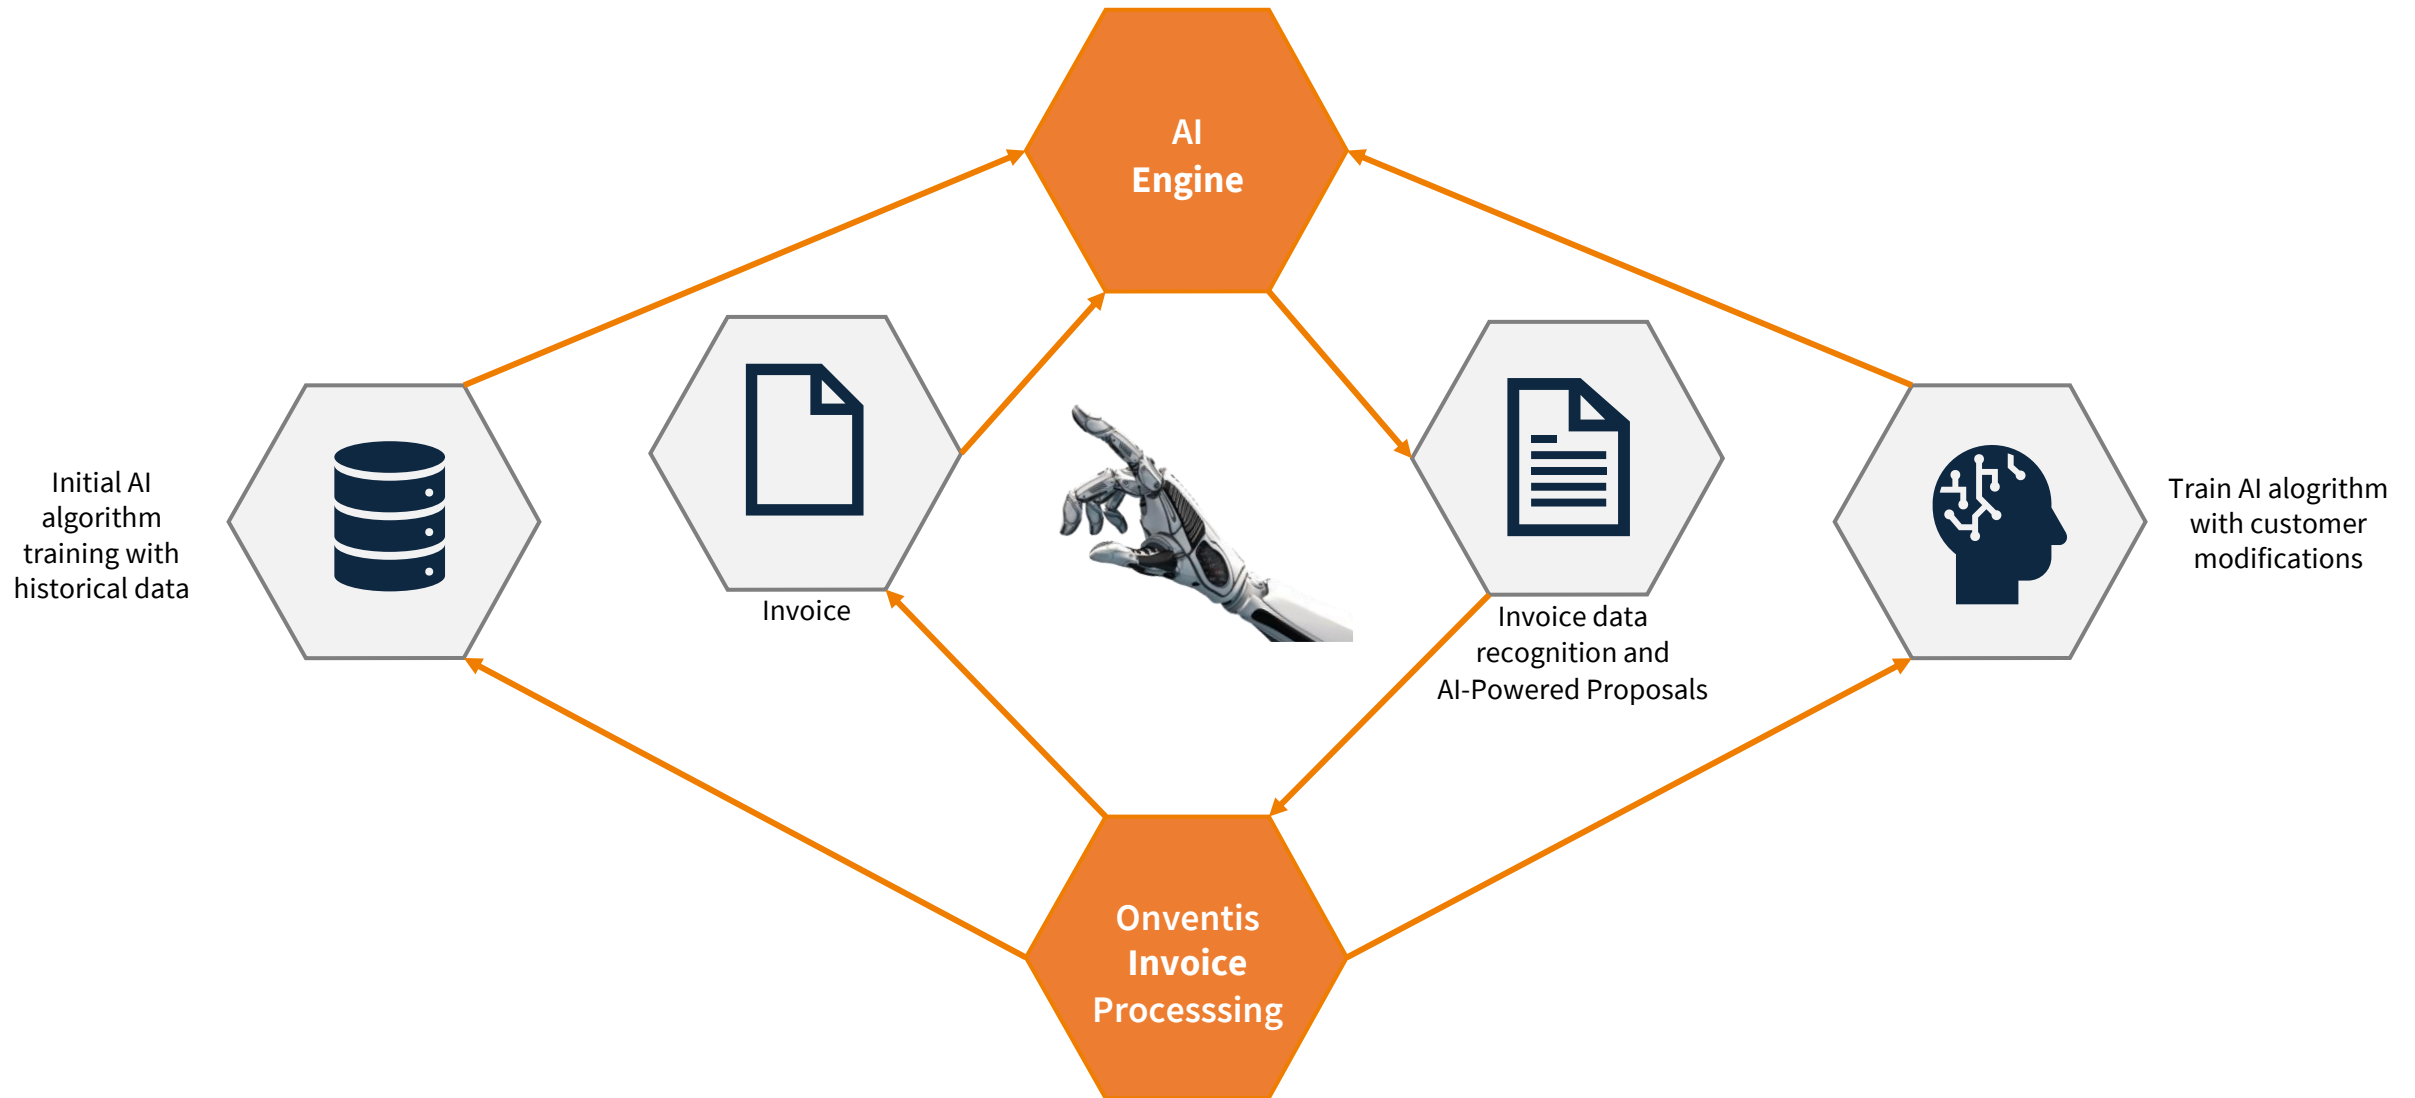 AI
Engine
Initial AI
algorithm
training with
historical data
Invoice
Invoice data
recognition and
AI-Powered Proposals
Train AI alogrithm
with customer
modifications
Onventis
Invoice
Processsing